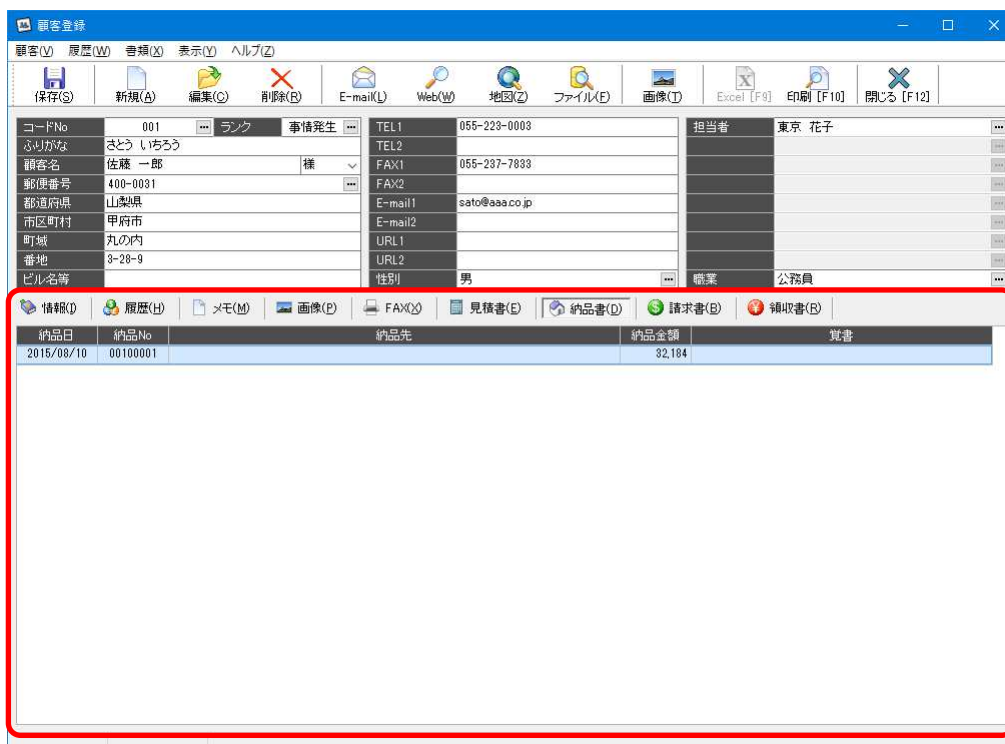 顧客登録
顧客(V) 履歴(W) 書類(X) 表示(Y) ヘルプ(Z)
保存(S) 新規(A) 編集(C) 削除(R) E-mail(L) Web(W) 地図(Z) ファイル(F) 画像(T) Excel [F9] 印刷 [F10] 閉じる [F12]
コードNo 001 ランク 事情発生 TEL1 055-223-0003 担当者 東京 花子
ふりがな さとう いちろう TEL2
顧客名 佐藤 一郎 様 FAX1 055-237-7833
郵便番号 400-0031 FAX2
都道府県 山梨県 E-mail1 sato@aaa.co.jp
市区町村 甲府市 E-mail2
町域 丸の内 URL1
番地 3-28-9 URL2
ビル名等 性別 男 職業 公務員
情報(I) 履歴(H) メモ(M) 画像(P) FAX(X) 見積書(E) 納品書(D) 請求書(B) 領収書(R)
納品日 納品No 納品先 納品金額 覚書
2015/08/10 00100001 32,184